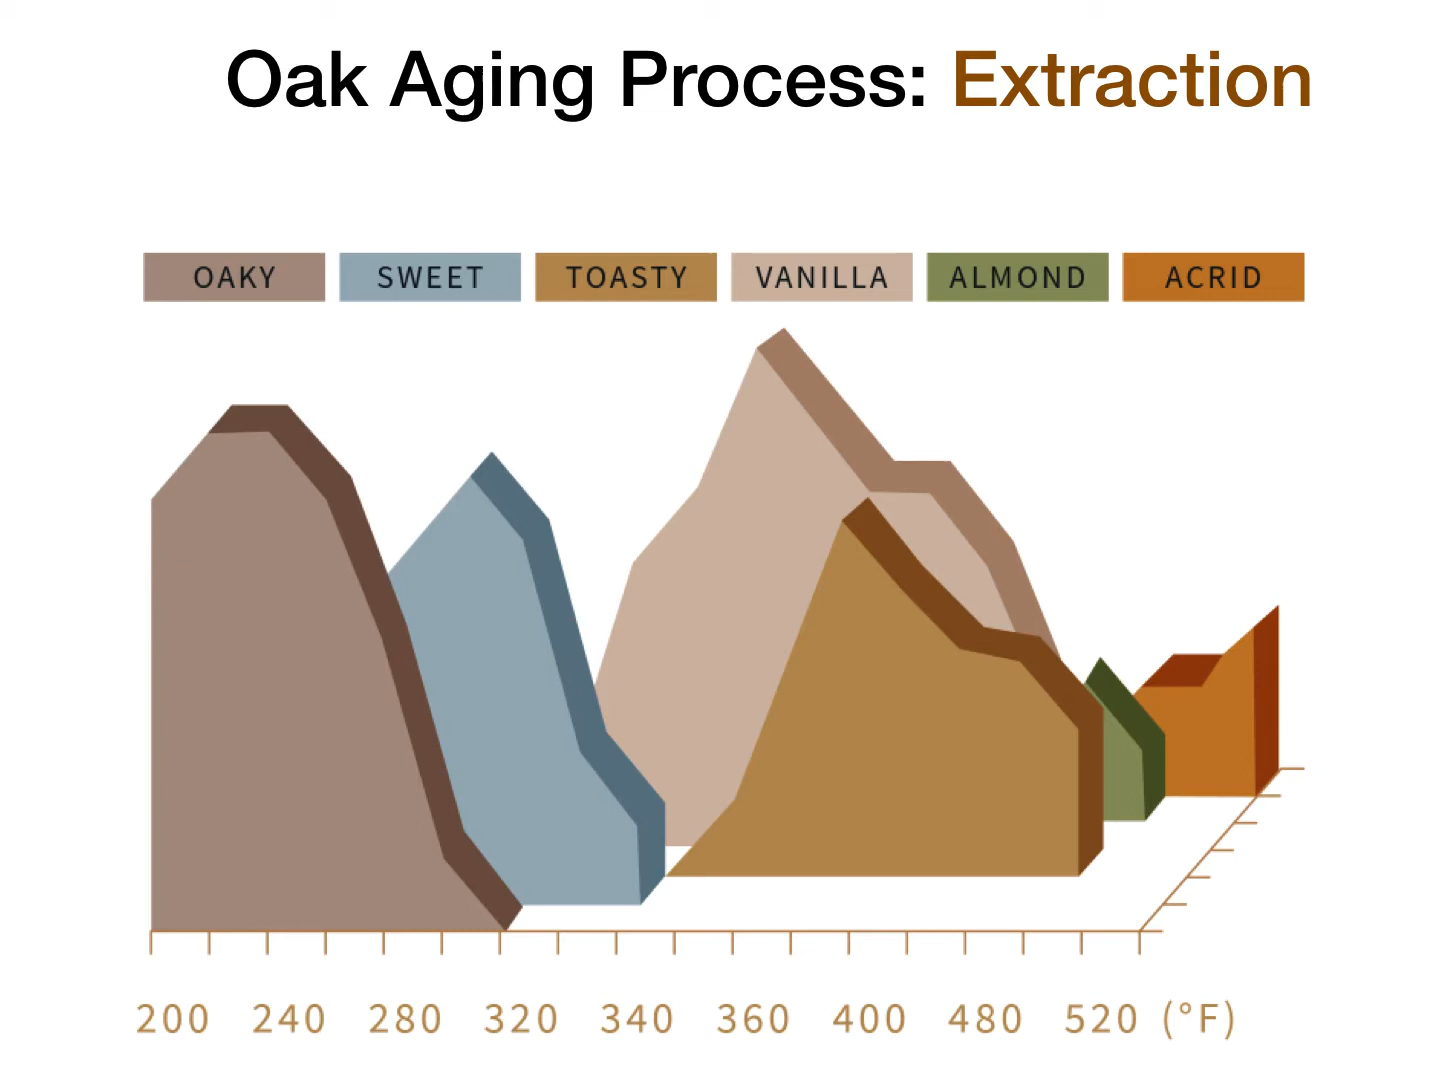 Oak Aging Process: Extraction
OAKY SWEET TOASTY VANILLA ALMOND ACRID
200 240 280 320 340 360 400 480 520 (°F)